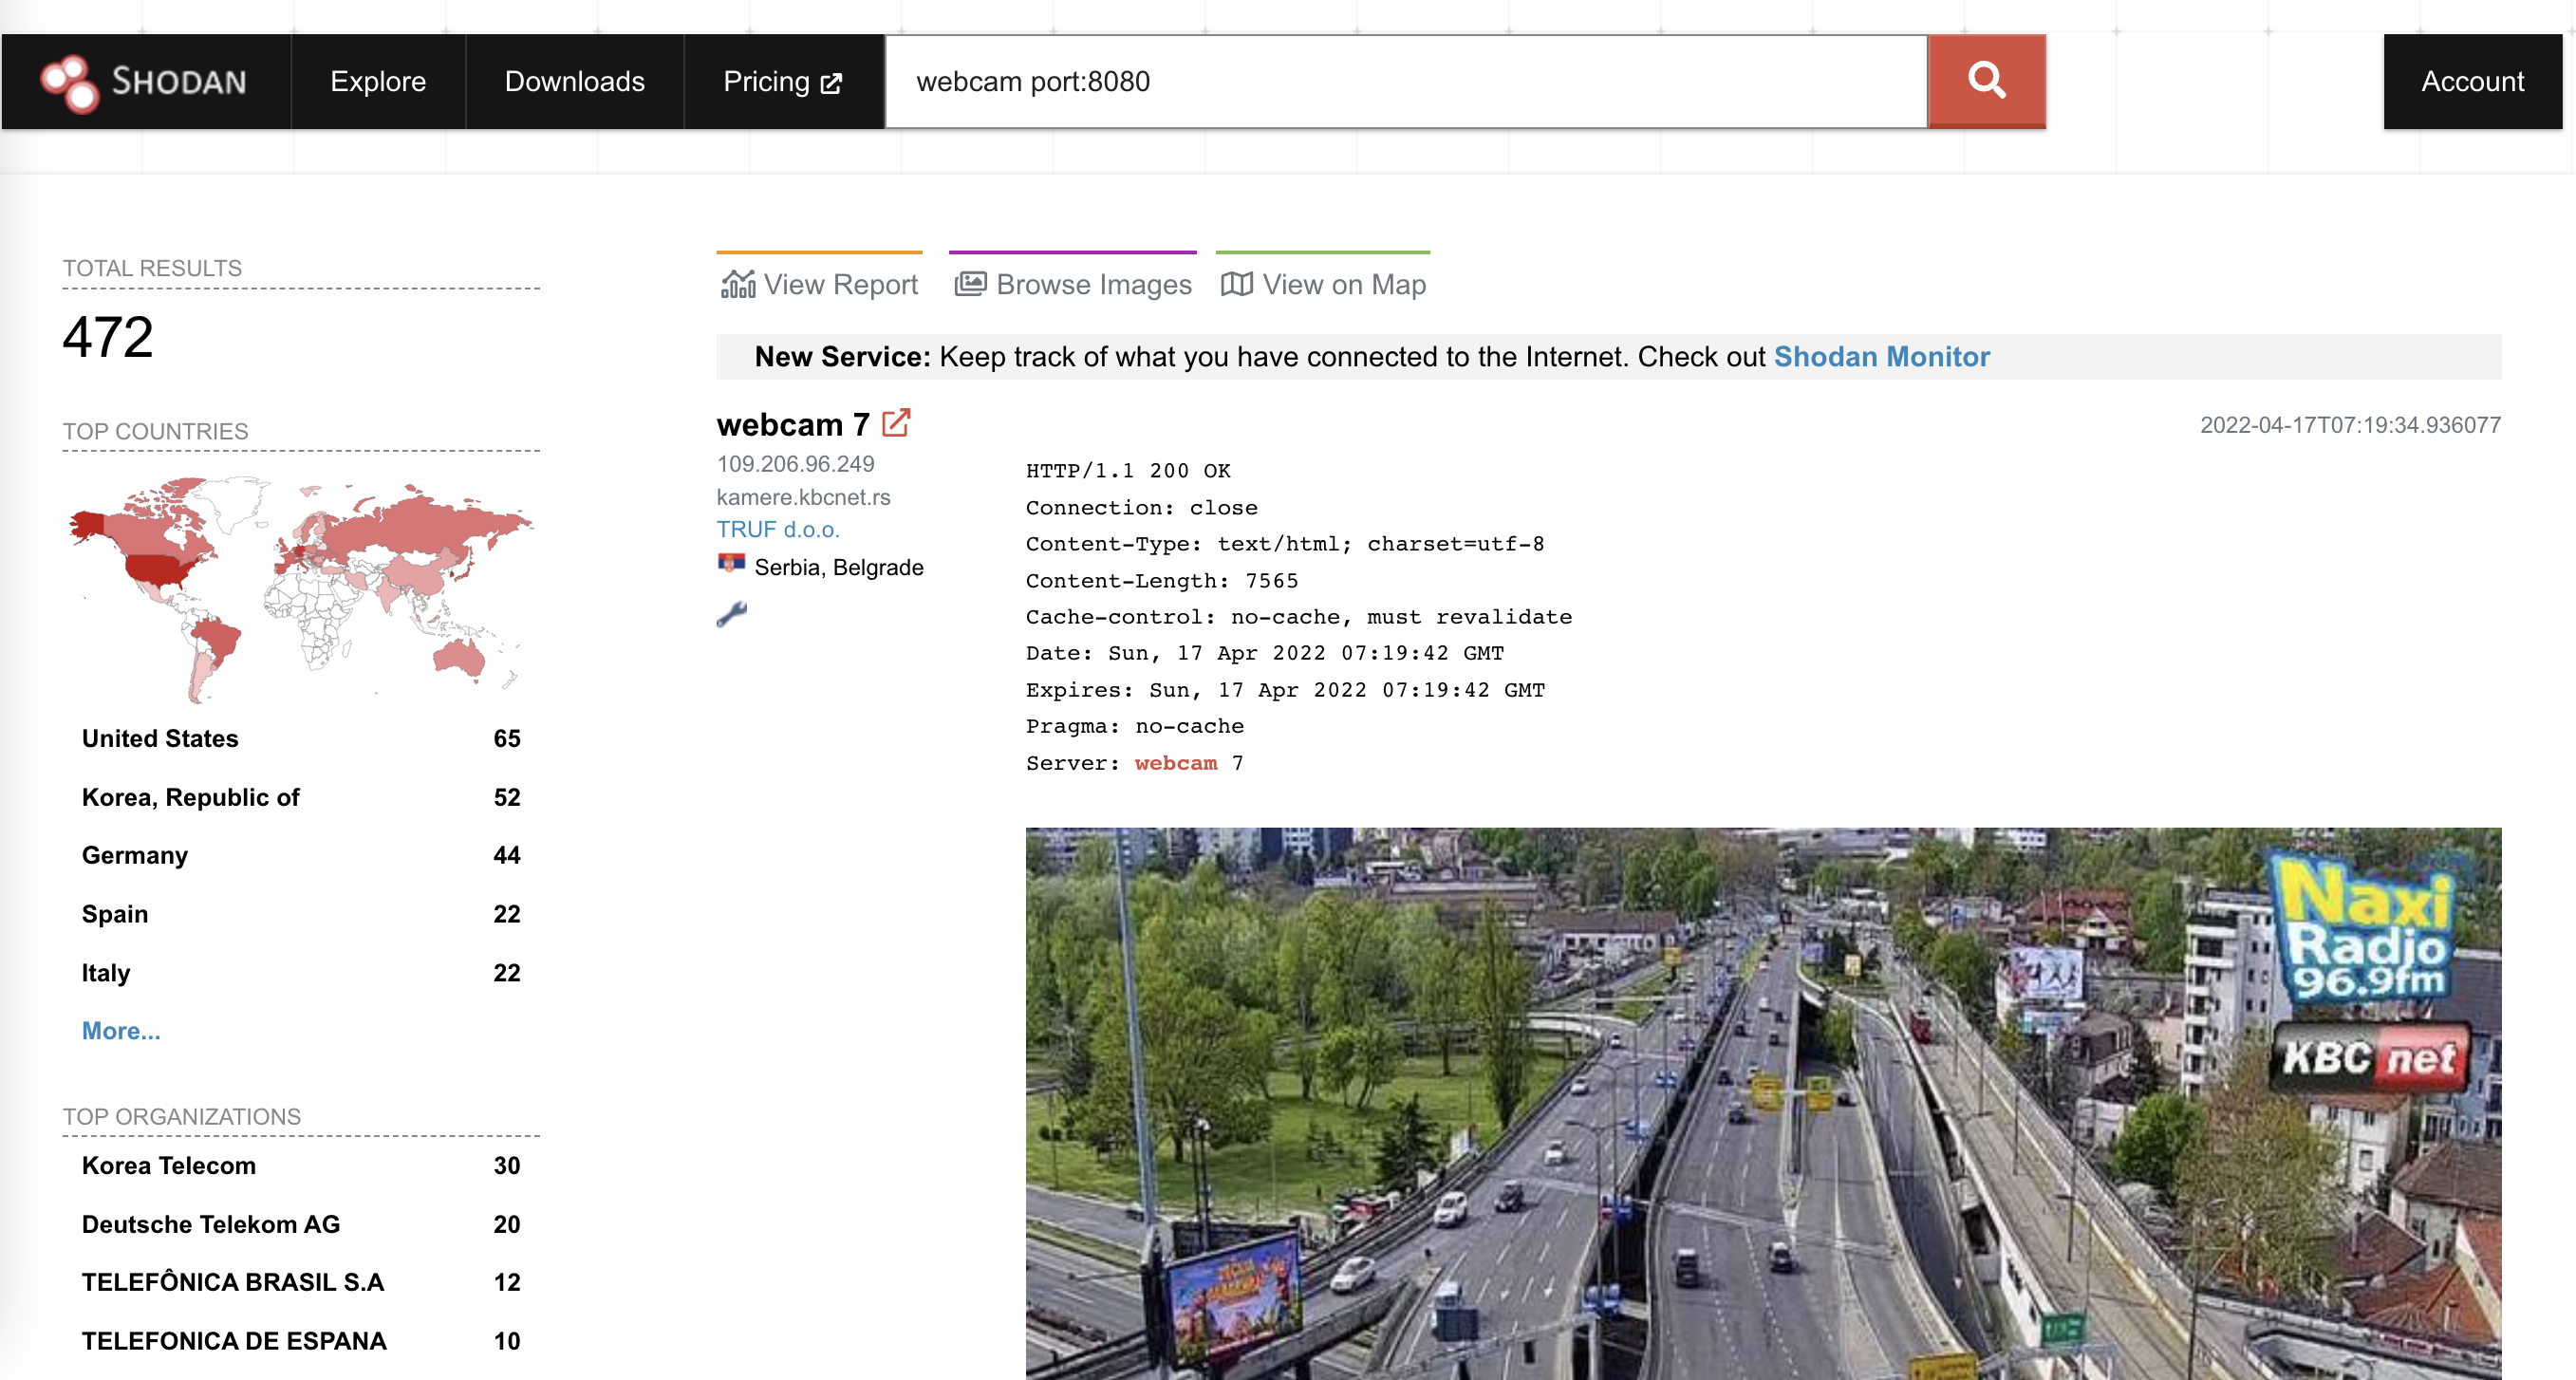 SHODAN
Explore
Downloads
Pricing
webcam port:8080
Account
TOTAL RESULTS
472
TOP COUNTRIES
United States 65
Korea, Republic of 52
Germany 44
Spain 22
Italy 22
More...
TOP ORGANIZATIONS
Korea Telecom 30
Deutsche Telekom AG 20
TELEFÔNICA BRASIL S.A 12
TELEFONICA DE ESPANA 10
View Report
Browse Images
View on Map
New Service: Keep track of what you have connected to the Internet. Check out Shodan Monitor
webcam 7
2022-04-17T07:19:34.936077
109.206.96.249
kamere.kbcnet.rs
TRUF d.o.o.
Serbia, Belgrade
HTTP/1.1 200 OK
Connection: close
Content-Type: text/html; charset=utf-8
Content-Length: 7565
Cache-control: no-cache, must revalidate
Date: Sun, 17 Apr 2022 07:19:42 GMT
Expires: Sun, 17 Apr 2022 07:19:42 GMT
Pragma: no-cache
Server: webcam 7
Naxi
Radio
96.9fm
KBC net